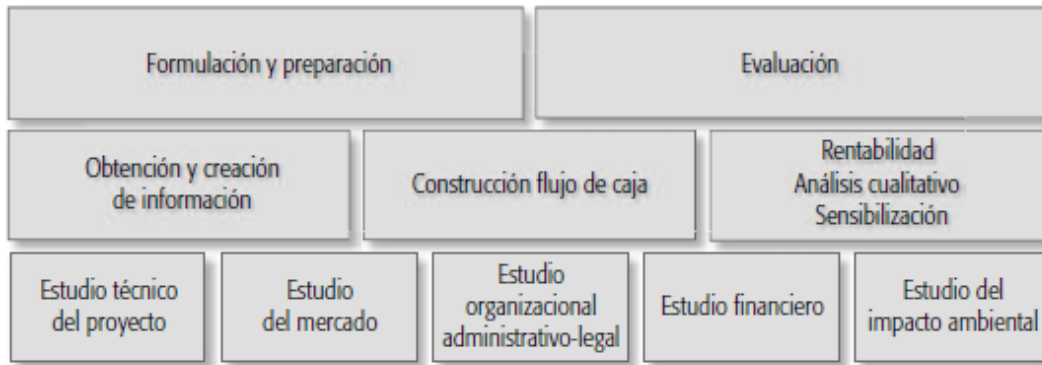 Formulación y preparación
Evaluación
Obtención y creación
de información
Construcción flujo de caja
Rentabilidad
Análisis cualitativo
Sensibilización
Estudio técnico
del proyecto
Estudio
del mercado
Estudio
organizacional
administrativo-legal
Estudio financiero
Estudio del
impacto ambiental